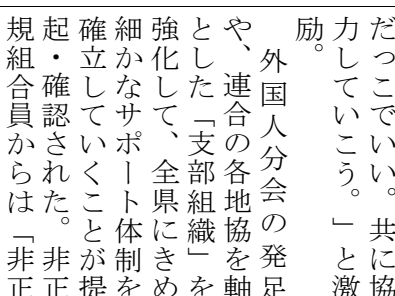 だっこでいい。共に協
力していこう。」と激
励。
　外国人分会の発足
や、連合の各地協を軸
とした「支部組織」を
強化して、全県にきめ
細かなサポート体制を
確立していくことが提
起・確認された。非正
規組合員からは「非正